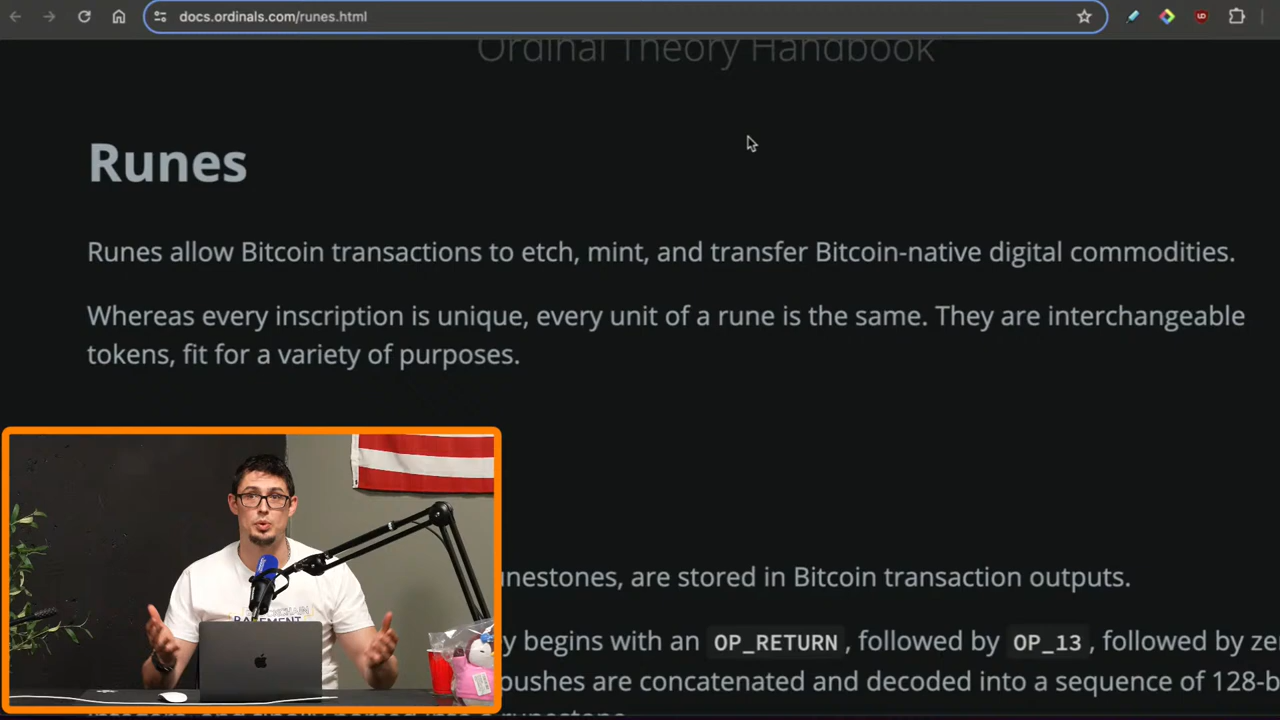 docs.ordinals.com/runes.html
Ordinal Theory Handbook
Runes
Runes allow Bitcoin transactions to etch, mint, and transfer Bitcoin-native digital commodities.
Whereas every inscription is unique, every unit of a rune is the same. They are interchangeable
tokens, fit for a variety of purposes.
unestones, are stored in Bitcoin transaction outputs.
y begins with an OP_RETURN, followed by OP_13, followed by ze
pushes are concatenated and decoded into a sequence of 128-b
BASEMENT